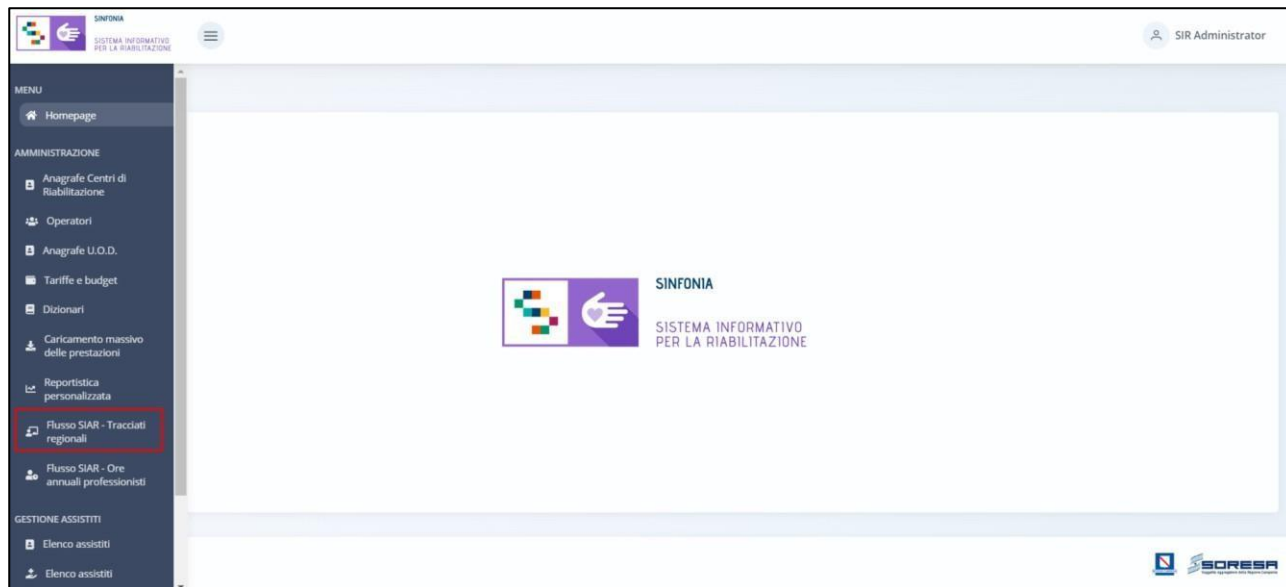 SINFONIA
SISTEMA INFORMATIVO
PER LA RIABILITAZIONE
SIR Administrator
MENU
Homepage
AMMINISTRAZIONE
Anagrafe Centri di
Riabilitazione
Operatori
Anagrafe U.O.D.
Tariffe e budget
Dizionari
Caricamento massivo
delle prestazioni
Reportistica
personalizzata
Flusso SIAR - Tracciati
regionali
Flusso SIAR - Ore
annuali professionisti
GESTIONE ASSISTITI
Elenco assistiti
Elenco assistiti
SINFONIA
SISTEMA INFORMATIVO
PER LA RIABILITAZIONE
SORESA